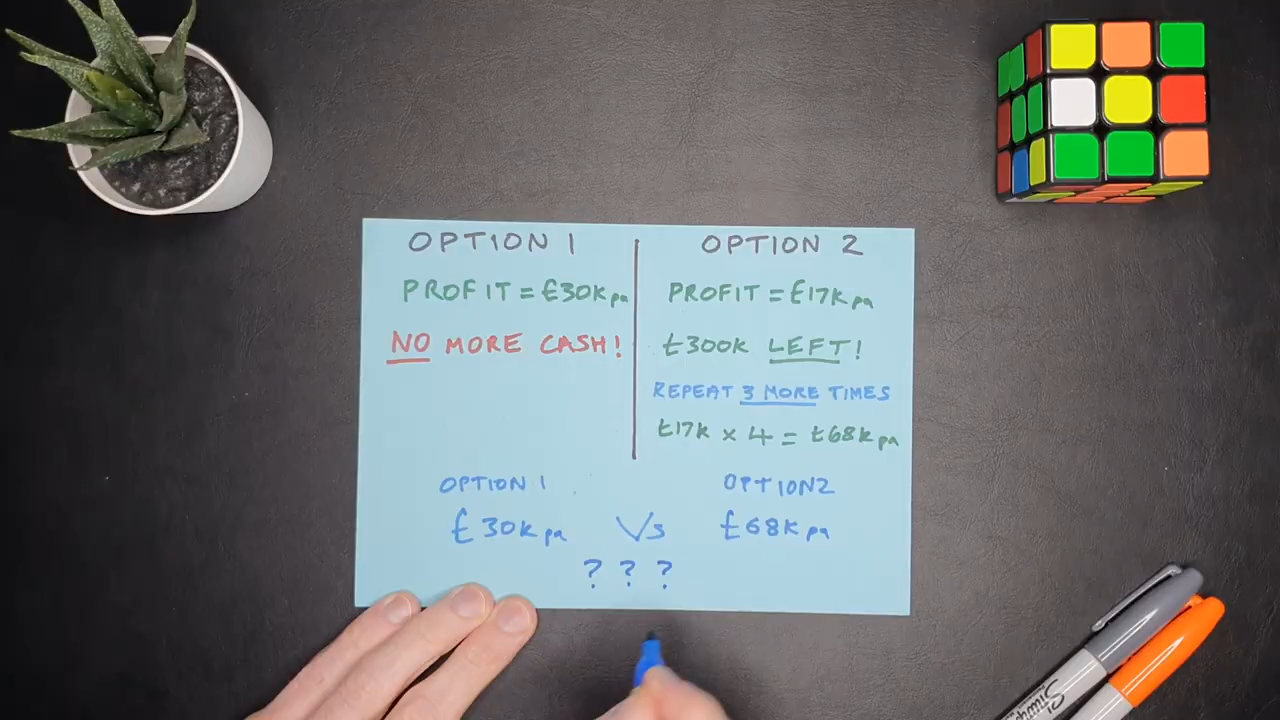 OPTION 1
PROFIT = £30K pa
NO MORE CASH!
OPTION 2
PROFIT = £17K pa
£300K LEFT!
REPEAT 3 MORE TIMES
£17K x 4 = £68K pa
OPTION 1
OPTION2
£30K pa Vs £68K pa
? ? ?